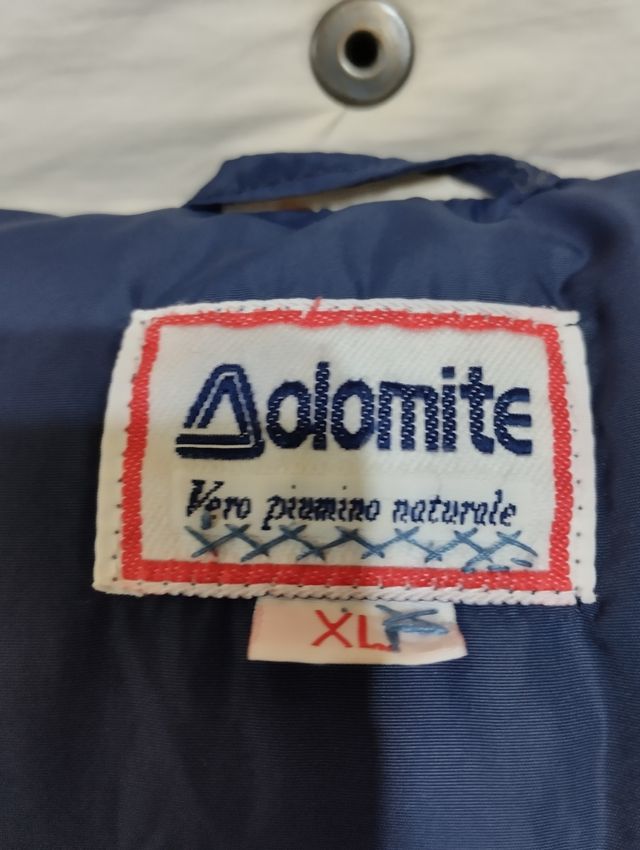 Dolomite
Vero piumino naturale
XL